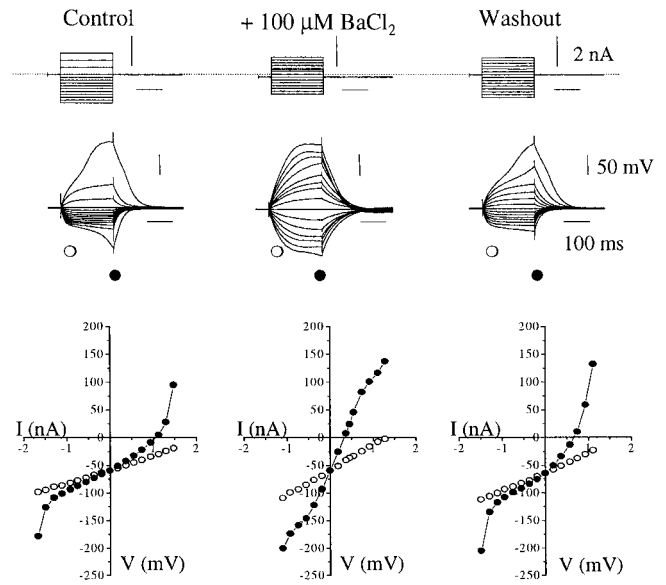 Control + 100 μM BaCl2 Washout
2 nA
50 mV
100 ms
200 200 200
150 150 150
100 100 100
50 50 50
I (nA) 0 I (nA) 0 I (nA) 0
-2 -1 0 1 2 -2 -1 0 1 2 -2 -1 0 1 2
-50 -50 -50
-100 -100 -100
-150 -150 -150
-200 -200 -200
-250 V (mV) -250 V (mV) -250 V (mV)